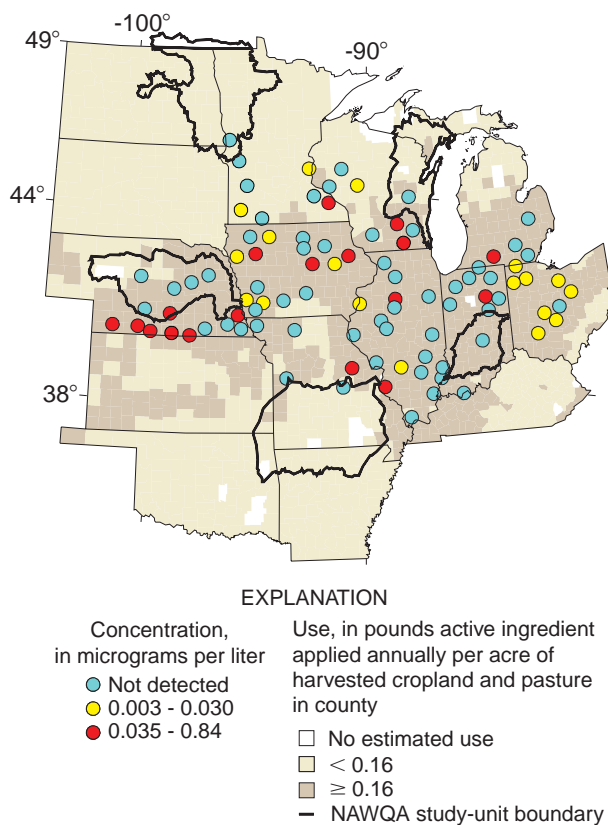 -100°
49°
-90°
44°
38°
EXPLANATION
Concentration,
in micrograms per liter
Not detected
0.003 - 0.030
0.035 - 0.84
Use, in pounds active ingredient
applied annually per acre of
harvested cropland and pasture
in county
No estimated use
< 0.16
≥ 0.16
NAWQA study-unit boundary